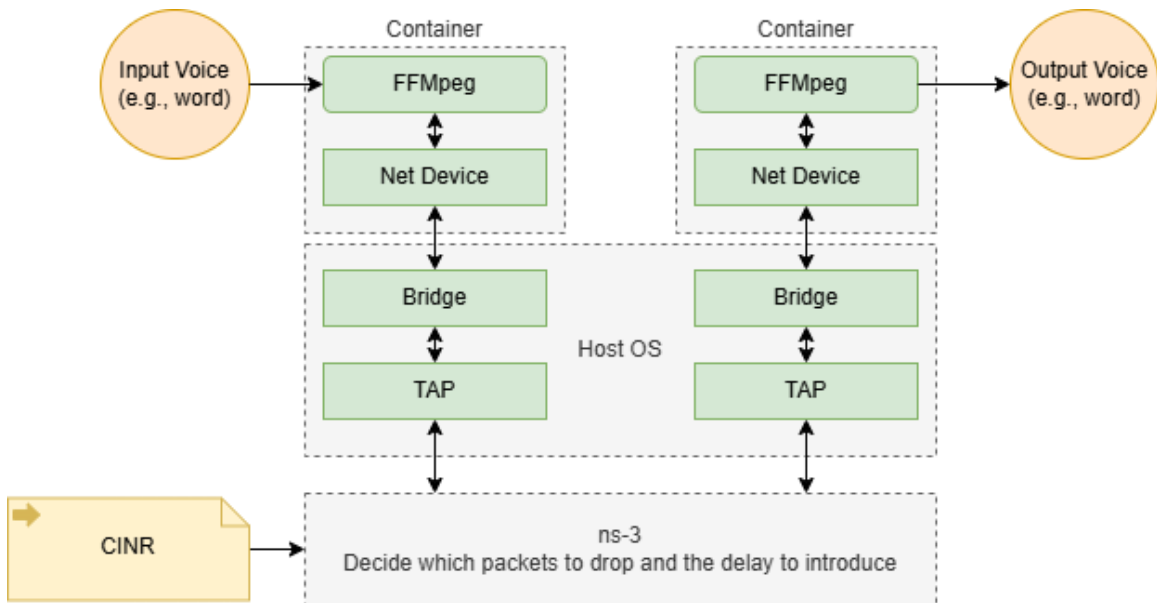 Container
Container
Input Voice
(e.g., word)
FFMpeg
FFMpeg
Output Voice
(e.g., word)
Net Device
Net Device
Bridge
Bridge
Host OS
TAP
TAP
CINR
ns-3
Decide which packets to drop and the delay to introduce